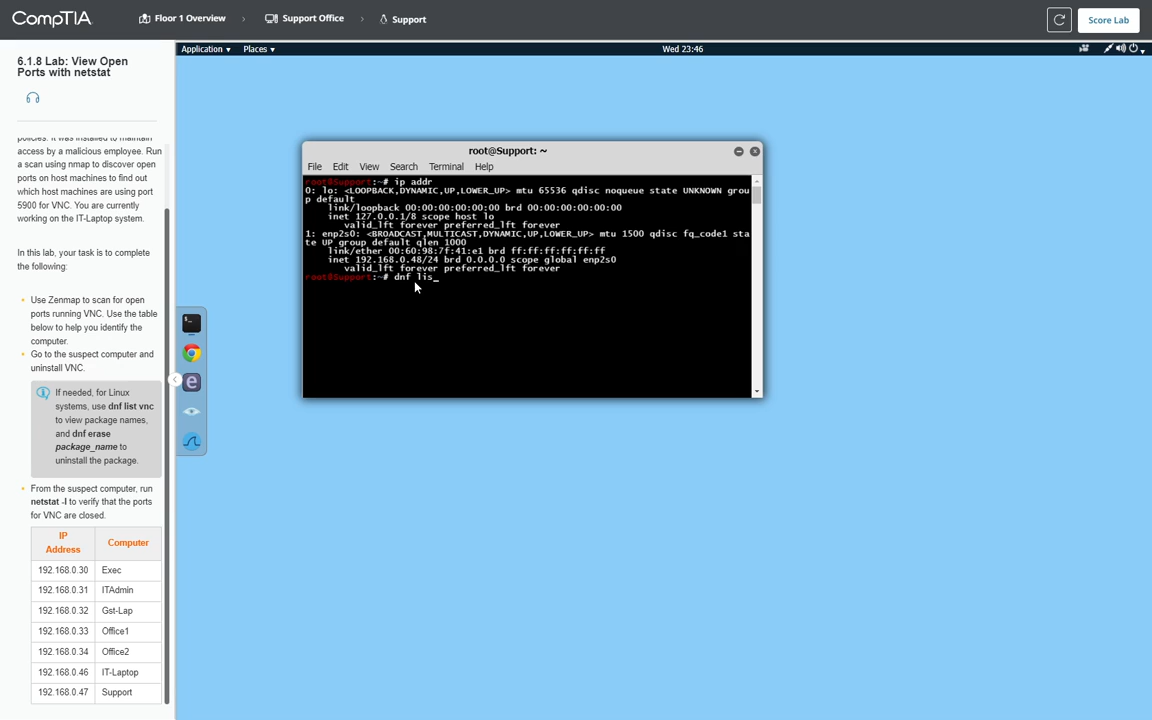 CompTIA.
Floor 1 Overview
›
Support Office
›
Support
Score Lab
Application ▾
Places ▾
Wed 23:46
6.1.8 Lab: View Open
Ports with netstat
policies. It was installed to maintain
access by a malicious employee. Run
a scan using nmap to discover open
ports on host machines to find out
which host machines are using port
5900 for VNC. You are currently
working on the IT-Laptop system.
In this lab, your task is to complete
the following:
• Use Zenmap to scan for open
ports running VNC. Use the table
below to help you identify the
computer.
• Go to the suspect computer and
uninstall VNC.
If needed, for Linux
systems, use dnf list vnc
to view package names,
and dnf erase
package_name to
uninstall the package.
• From the suspect computer, run
netstat -l to verify that the ports
for VNC are closed.
IP Address Computer
192.168.0.30 Exec
192.168.0.31 ITAdmin
192.168.0.32 Gst-Lap
192.168.0.33 Office1
192.168.0.34 Office2
192.168.0.46 IT-Laptop
192.168.0.47 Support
root@Support: ~
File Edit View Search Terminal Help
root@Support:~# ip addr
0: lo: <LOOPBACK,DYNAMIC,UP,LOWER_UP> mtu 65536 qdisc noqueue state UNKNOWN grou
p default
link/loopback 00:00:00:00:00:00 brd 00:00:00:00:00:00
inet 127.0.0.1/8 scope host lo
valid_lft forever preferred_lft forever
1: enp2s0: <BROADCAST,MULTICAST,DYNAMIC,UP,LOWER_UP> mtu 1500 qdisc fq_code1 sta
te UP group default qlen 1000
link/ether 00:60:98:7f:41:e1 brd ff:ff:ff:ff:ff:ff
inet 192.168.0.48/24 brd 0.0.0.0 scope global enp2s0
valid_lft forever preferred_lft forever
root@Support:~# dnf lis_